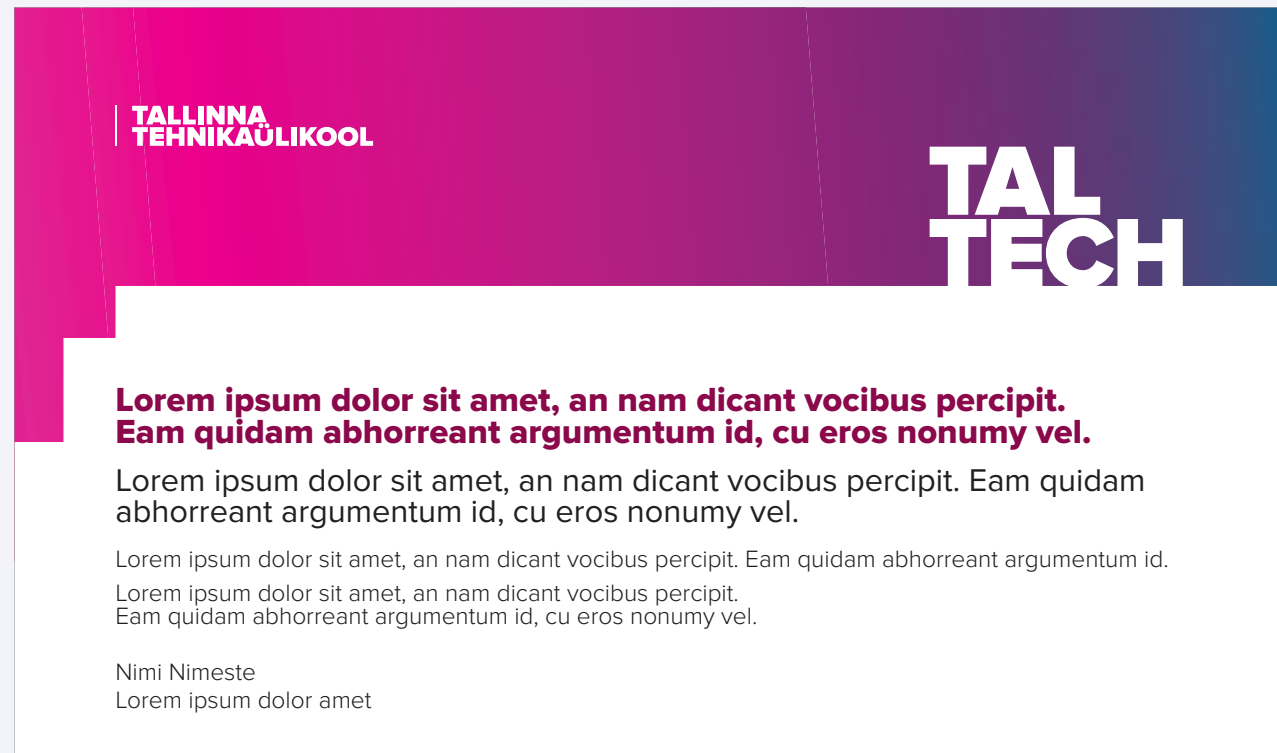 TALLINNA
TEHNIKAÜLIKOOL
TAL
TECH
Lorem ipsum dolor sit amet, an nam dicant vocibus percipit.
Eam quidam abhorreant argumentum id, cu eros nonumy vel.
Lorem ipsum dolor sit amet, an nam dicant vocibus percipit. Eam quidam
abhorreant argumentum id, cu eros nonumy vel.
Lorem ipsum dolor sit amet, an nam dicant vocibus percipit. Eam quidam abhorreant argumentum id.
Lorem ipsum dolor sit amet, an nam dicant vocibus percipit.
Eam quidam abhorreant argumentum id, cu eros nonumy vel.
Nimi Nimeste
Lorem ipsum dolor amet